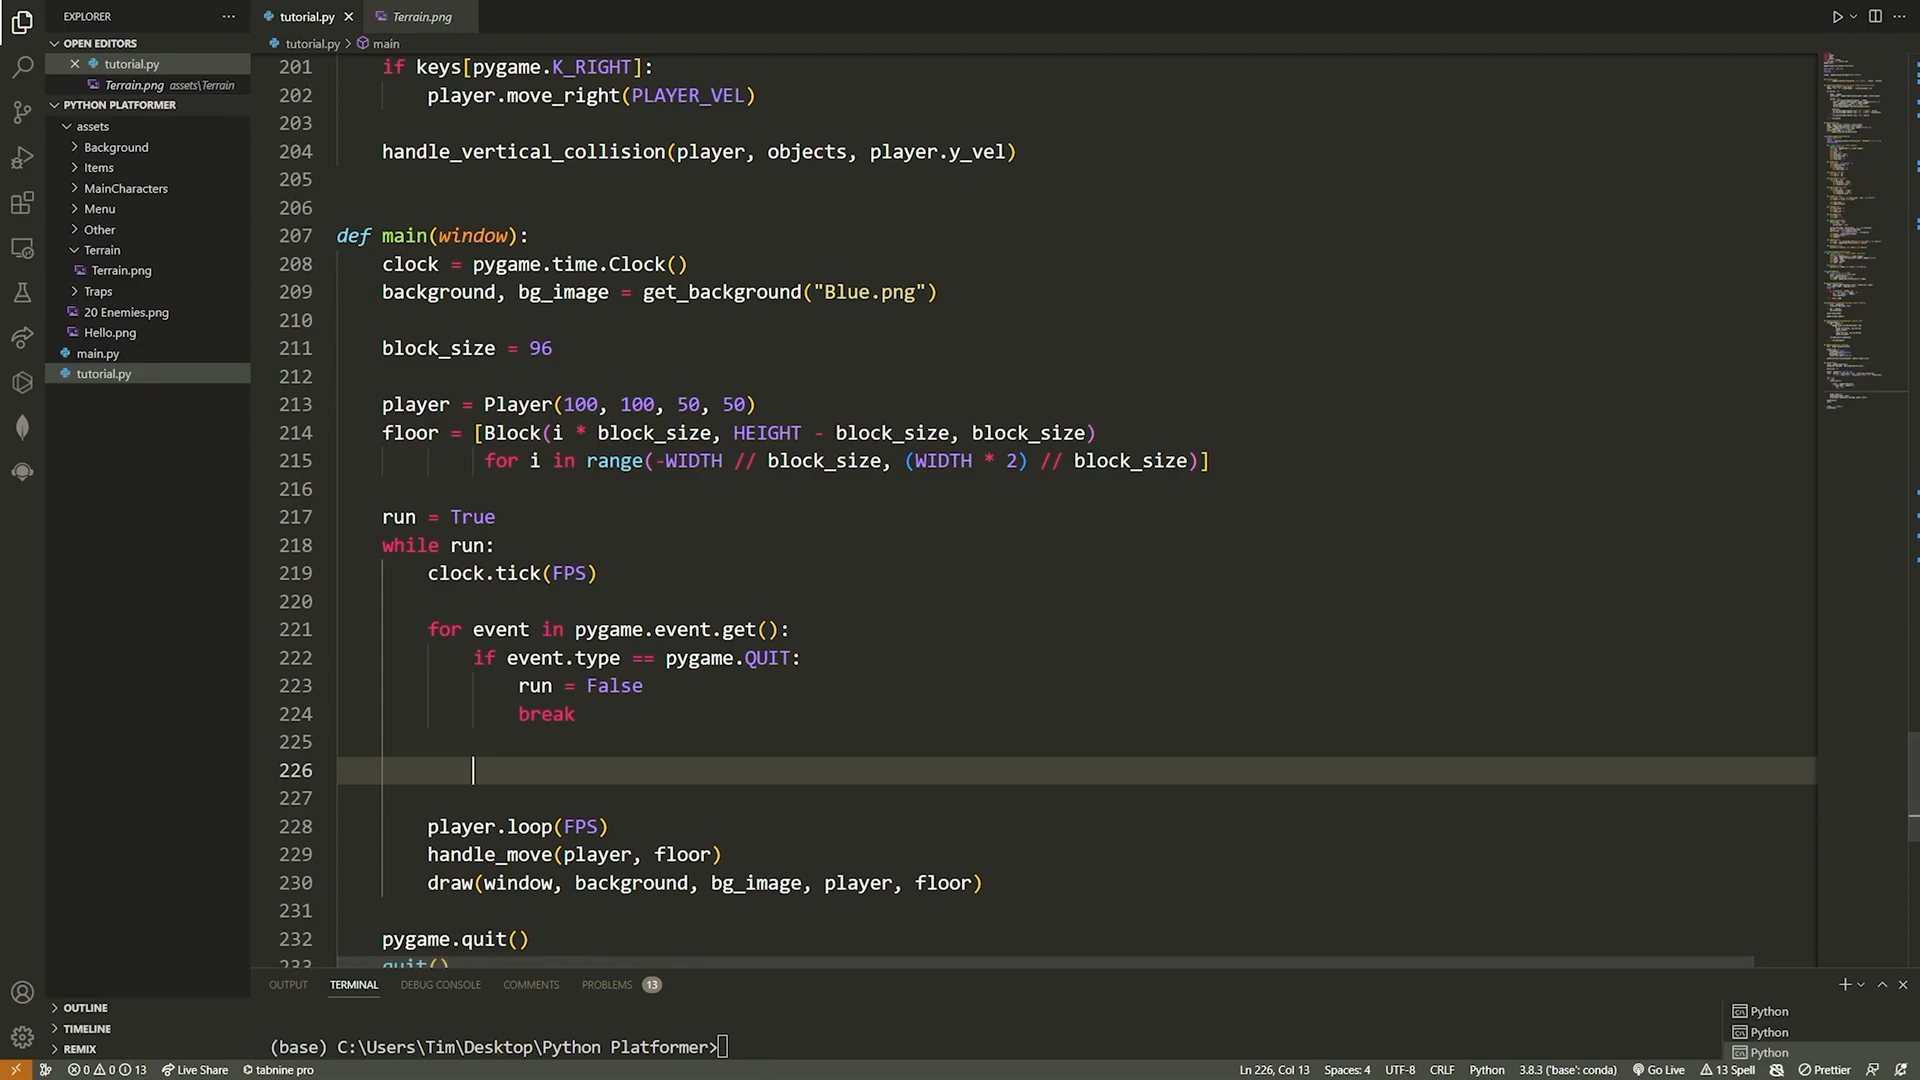 EXPLORER
OPEN EDITORS
tutorial.py
Terrain.png assets\Terrain
PYTHON PLATFORMER
assets
Background
Items
MainCharacters
Menu
Other
Terrain
Terrain.png
Traps
20 Enemies.png
Hello.png
main.py
tutorial.py
OUTLINE
TIMELINE
REMIX
tutorial.py
Terrain.png
tutorial.py > main
201 if keys[pygame.K_RIGHT]:
202 player.move_right(PLAYER_VEL)
203
204 handle_vertical_collision(player, objects, player.y_vel)
205
206
207 def main(window):
208 clock = pygame.time.Clock()
209 background, bg_image = get_background("Blue.png")
210
211 block_size = 96
212
213 player = Player(100, 100, 50, 50)
214 floor = [Block(i * block_size, HEIGHT - block_size, block_size)
215 for i in range(-WIDTH // block_size, (WIDTH * 2) // block_size)]
216
217 run = True
218 while run:
219 clock.tick(FPS)
220
221 for event in pygame.event.get():
222 if event.type == pygame.QUIT:
223 run = False
224 break
225
226
227
228 player.loop(FPS)
229 handle_move(player, floor)
230 draw(window, background, bg_image, player, floor)
231
232 pygame.quit()
233 quit()
OUTPUT TERMINAL DEBUG CONSOLE COMMENTS PROBLEMS 13
(base) C:\Users\Tim\Desktop\Python Platformer>
Python
Python
Python
0 0 13 Live Share tabnine pro Ln 226, Col 13 Spaces: 4 UTF-8 CRLF Python 3.8.3 ('base': conda) Go Live 13 Spell Prettier